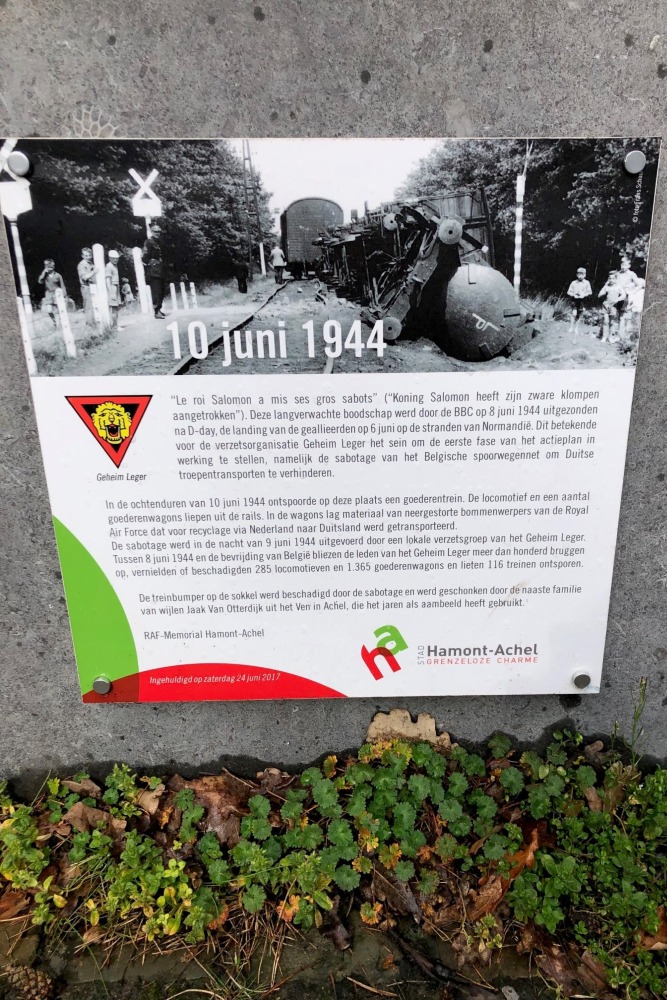 10 juni 1944
"Le roi Salomon a mis ses gros sabots" ("Koning Salomon heeft zijn zware klompen
aangetrokken"). Deze langverwachte boodschap werd door de BBC op 8 juni 1944 uitgezonden
na D-day, de landing van de geallieerden op 6 juni op de stranden van Normandië. Dit betekende
voor de verzetsorganisatie Geheim Leger het sein om de eerste fase van het actieplan in
werking te stellen, namelijk de sabotage van het Belgische spoorwegennet om Duitse
troepentransporten te verhinderen.
Geheim Leger
In de ochtenduren van 10 juni 1944 ontspoorde op deze plaats een goederentrein. De locomotief en een aantal
goederenwagons liepen uit de rails. In de wagons lag materiaal van neergestorte bommenwerpers van de Royal
Air Force dat voor recyclage via Nederland naar Duitsland werd getransporteerd.
De sabotage werd in de nacht van 9 juni 1944 uitgevoerd door een lokale verzetsgroep van het Geheim Leger.
Tussen 8 juni 1944 en de bevrijding van België bliezen de leden van het Geheim Leger meer dan honderd bruggen
op, vernielden of beschadigden 285 locomotieven en 1.365 goederenwagons en lieten 116 treinen ontsporen.
De treinbumper op de sokkel werd beschadigd door de sabotage en werd geschonken door de naaste familie
van wijlen Jaak Van Otterdijk uit het Ven in Achel, die het jaren als aambeeld heeft gebruikt.
RAF-Memorial Hamont-Achel
ha
STAD
Hamont-Achel
GRENZELOZE CHARME
Ingehuldigd op zaterdag 24 juni 2017.